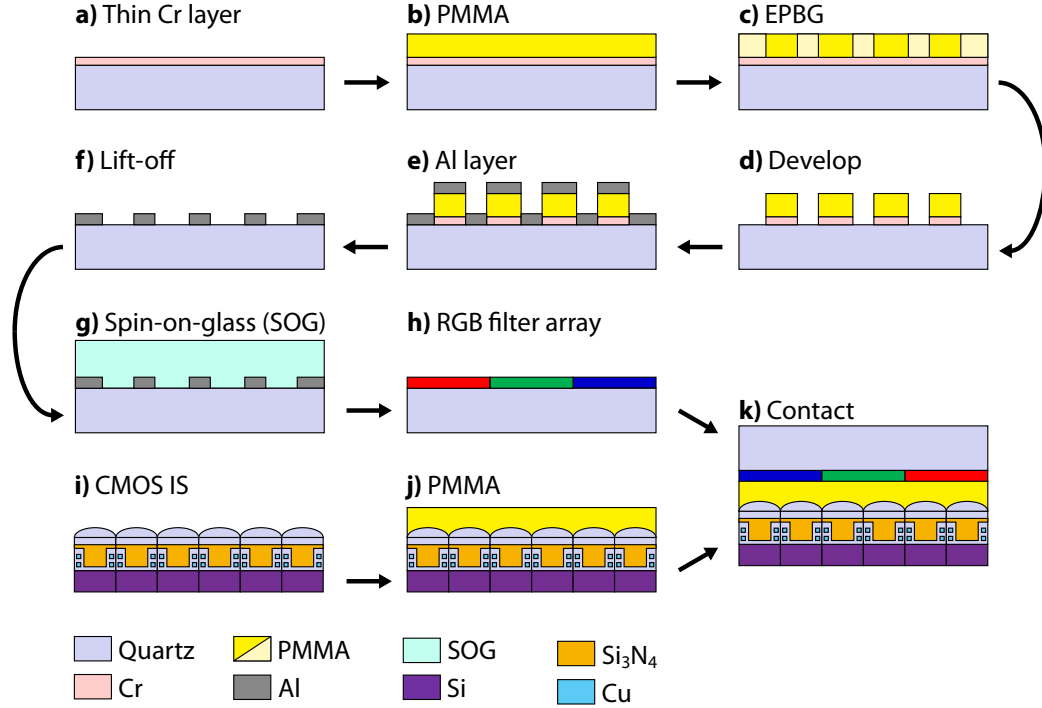 a) Thin Cr layer
b) PMMA
c) EPBG
f) Lift-off
e) Al layer
d) Develop
g) Spin-on-glass (SOG)
h) RGB filter array
k) Contact
i) CMOS IS
j) PMMA
Quartz
PMMA
SOG
Si₃N₄
Cr
Al
Si
Cu